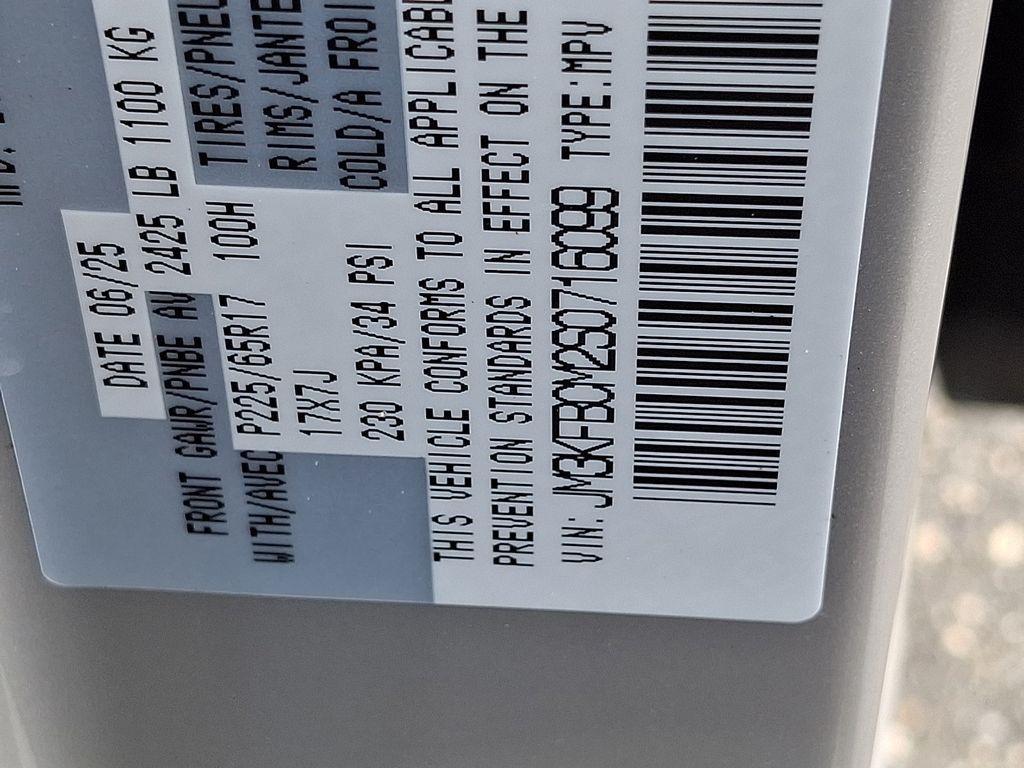 DATE 06/25
FRONT GAWR/PNBE AV 2425 LB 1100 KG
WITH/AVEC P225/65R17 100H TIRES/PNEU
17X7J RIMS/JANTE
230 KPA/34 PSI COLD/A FROI
THIS VEHICLE CONFORMS TO ALL APPLICABL
PREVENTION STANDARDS IN EFFECT ON THE
VIN: JM3KFBCM2S0716099 TYPE:MPV